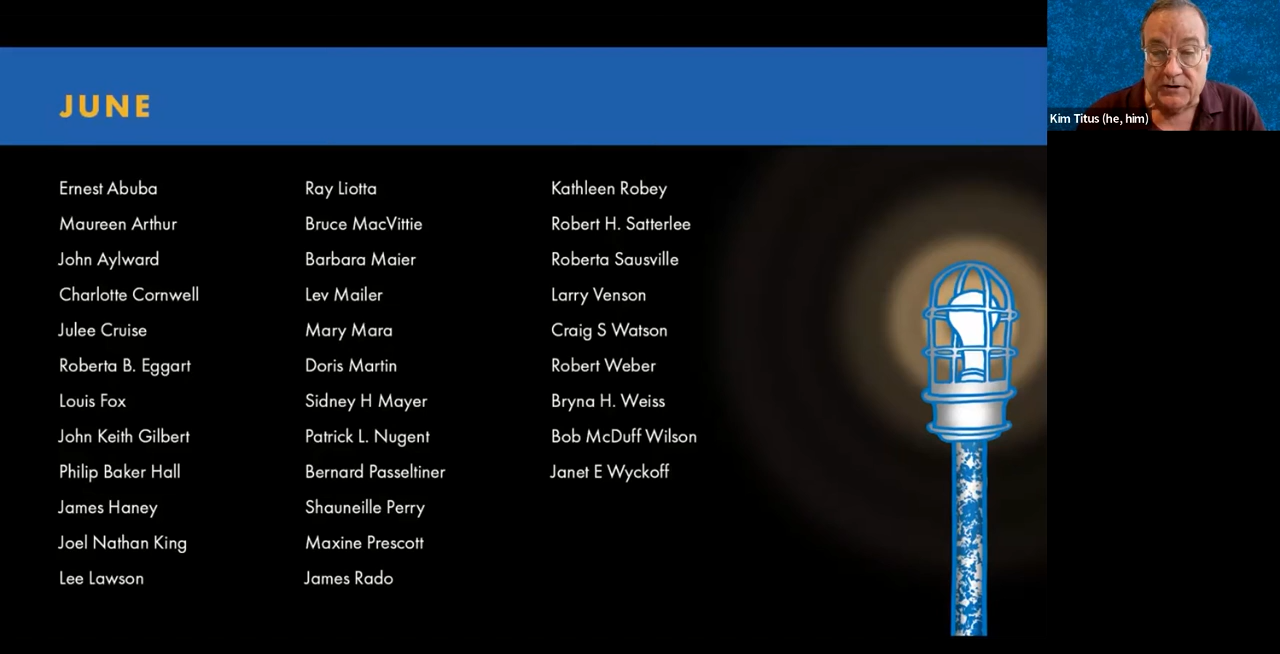 JUNE
Ernest Abuba
Maureen Arthur
John Aylward
Charlotte Cornwell
Julee Cruise
Roberta B. Eggart
Louis Fox
John Keith Gilbert
Philip Baker Hall
James Haney
Joel Nathan King
Lee Lawson
Ray Liotta
Bruce MacVittie
Barbara Maier
Lev Mailer
Mary Mara
Doris Martin
Sidney H Mayer
Patrick L. Nugent
Bernard Passeltiner
Shauneille Perry
Maxine Prescott
James Rado
Kathleen Robey
Robert H. Satterlee
Roberta Sausville
Larry Venson
Craig S Watson
Robert Weber
Bryna H. Weiss
Bob McDuff Wilson
Janet E Wyckoff
Kim Titus (he, him)